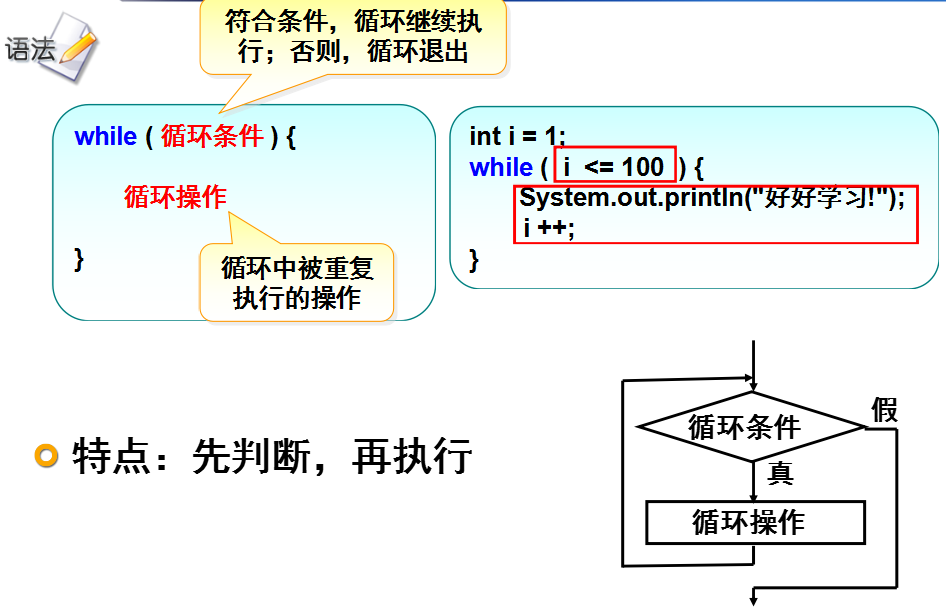 语法
符合条件，循环继续执
行；否则，循环退出
while ( 循环条件 ) {
循环操作
}
循环中被重复
执行的操作
int i = 1;
while ( i <= 100 ) {
System.out.println("好好学习!");
i ++;
}
特点：先判断，再执行
循环条件
假
真
循环操作